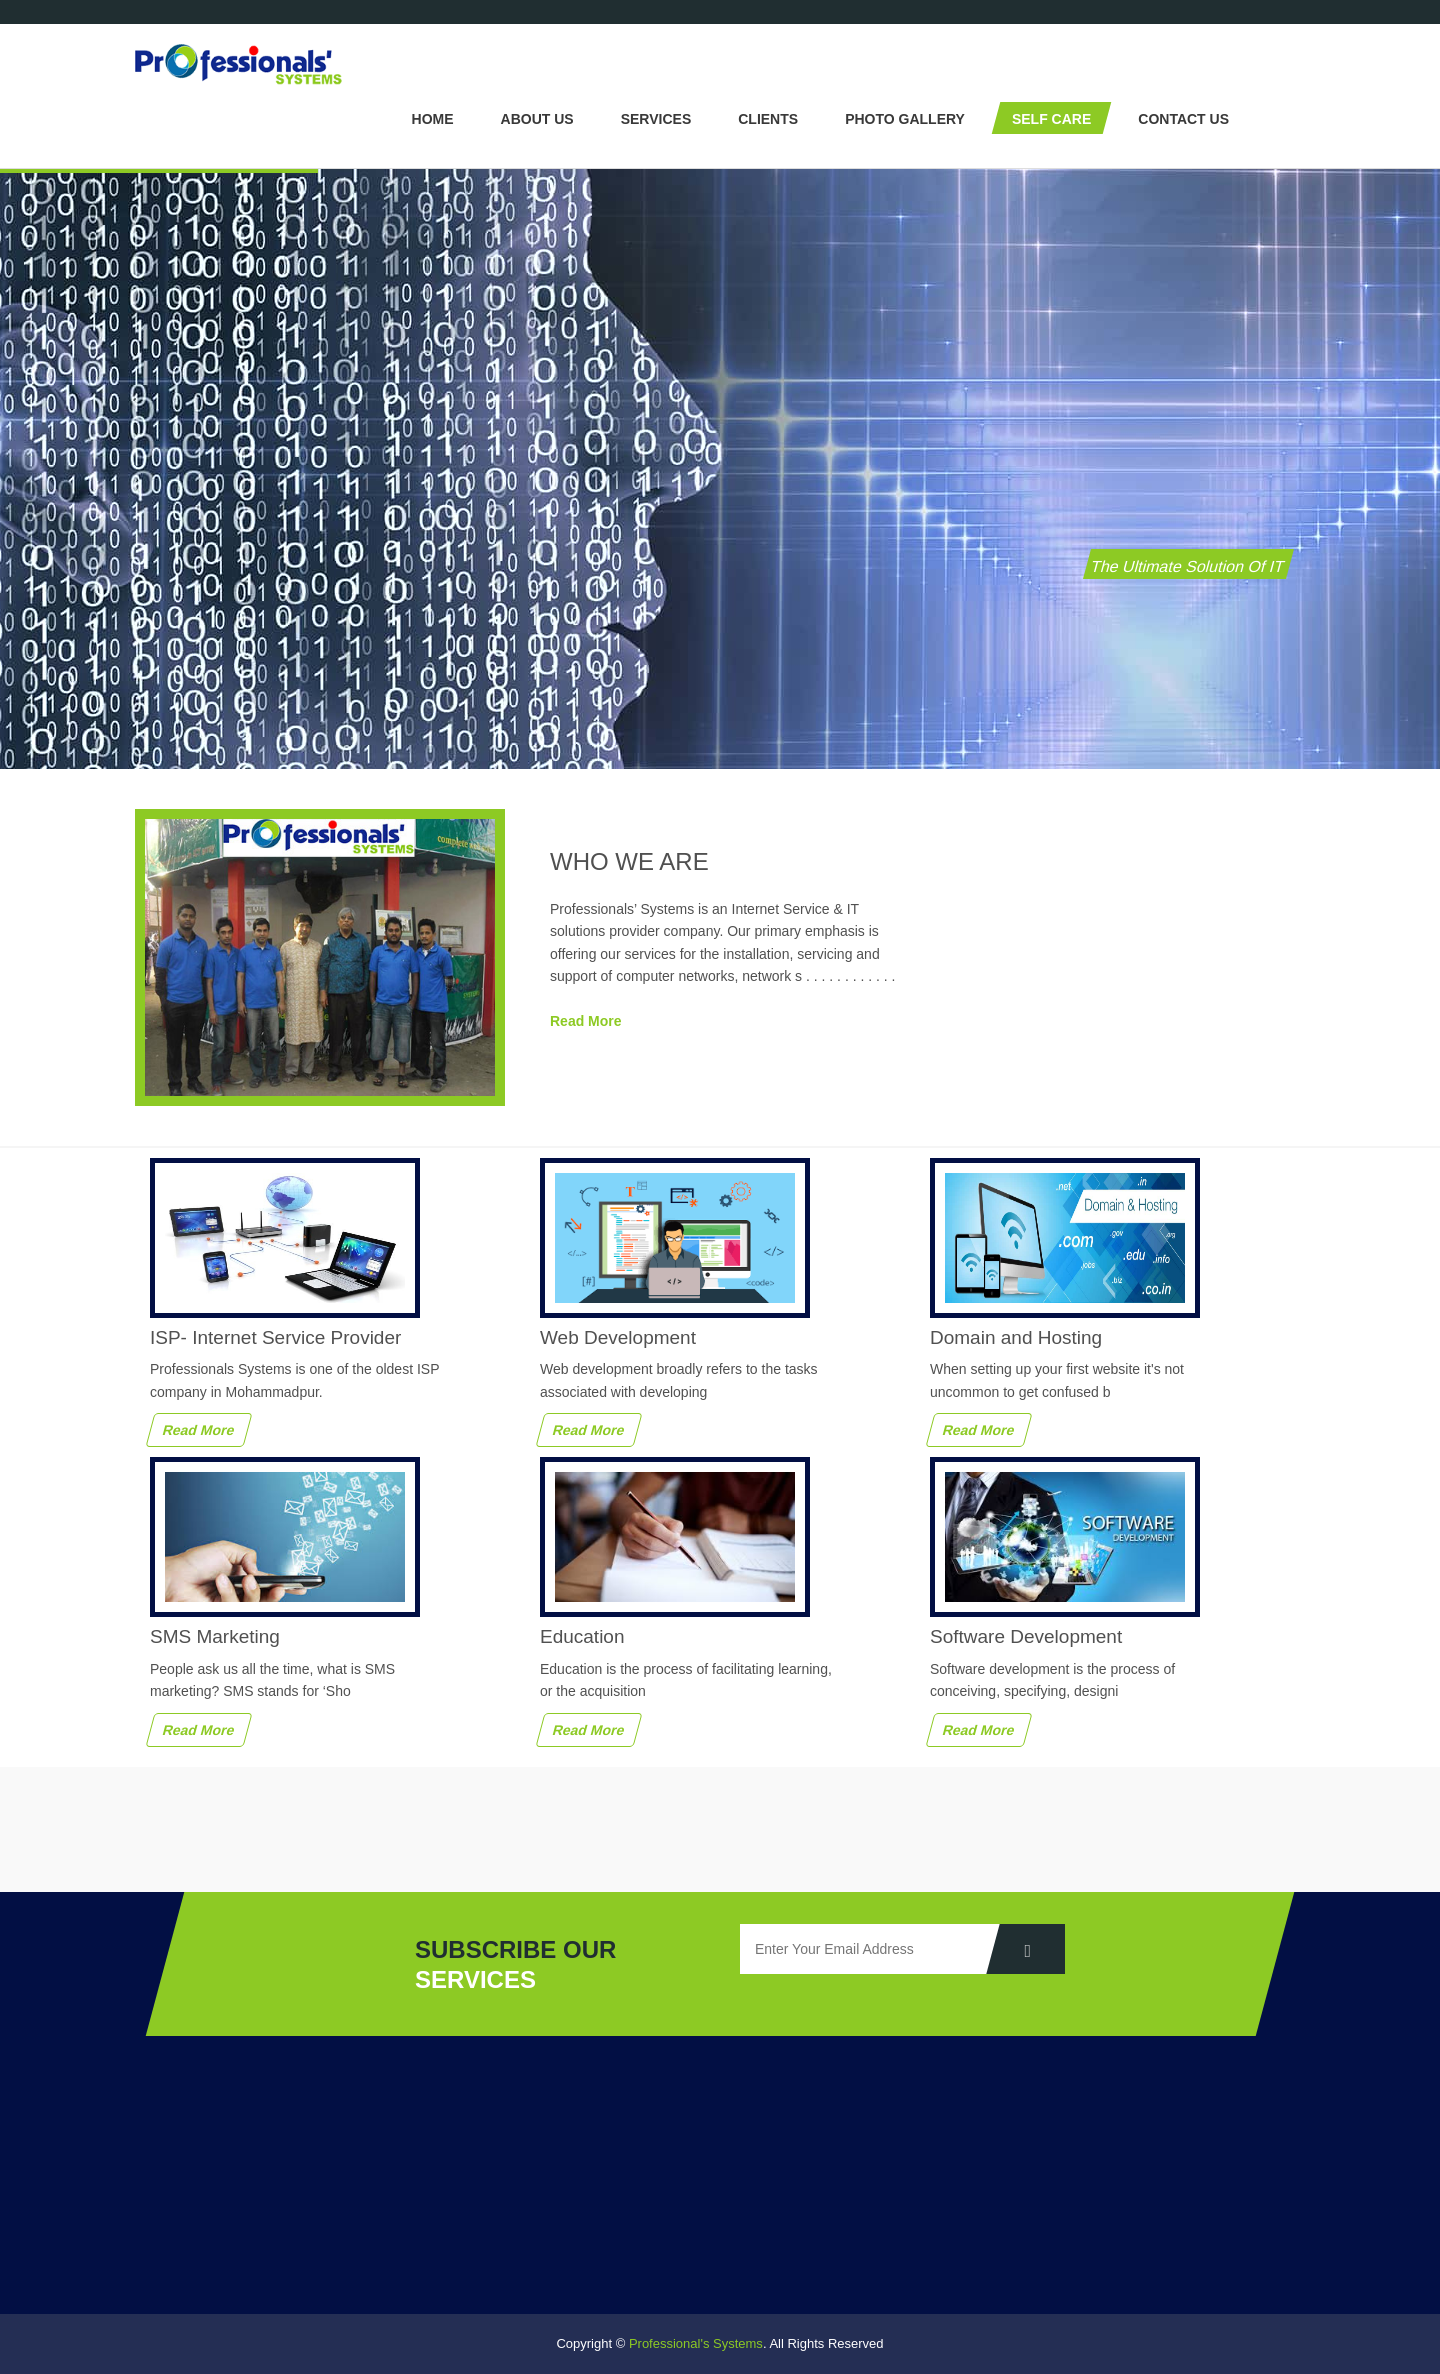 Professionals'
SYSTEMS
HOME ABOUT US SERVICES CLIENTS PHOTO GALLERY SELF CARE CONTACT US
The Ultimate Solution Of IT
Professionals'
SYSTEMS
WHO WE ARE
Professionals’ Systems is an Internet Service & IT
solutions provider company. Our primary emphasis is
offering our services for the installation, servicing and
support of computer networks, network s . . . . . . . . . . . .
Read More
ISP- Internet Service Provider
Professionals Systems is one of the oldest ISP
company in Mohammadpur.
Read More
</...>
[#]
</>
</>
<code>
Web Development
Web development broadly refers to the tasks
associated with developing
Read More
.net
.in
Domain & Hosting
.com
.gov
.org
.edu
.info
.jobs
.biz
.co.in
Domain and Hosting
When setting up your first website it's not
uncommon to get confused b
Read More
SMS Marketing
People ask us all the time, what is SMS
marketing? SMS stands for ‘Sho
Read More
Education
Education is the process of facilitating learning,
or the acquisition
Read More
SOFTWARE
DEVELOPMENT
Software Development
Software development is the process of
conceiving, specifying, designi
Read More
SUBSCRIBE OUR
SERVICES
Enter Your Email Address
Copyright © Professional's Systems. All Rights Reserved